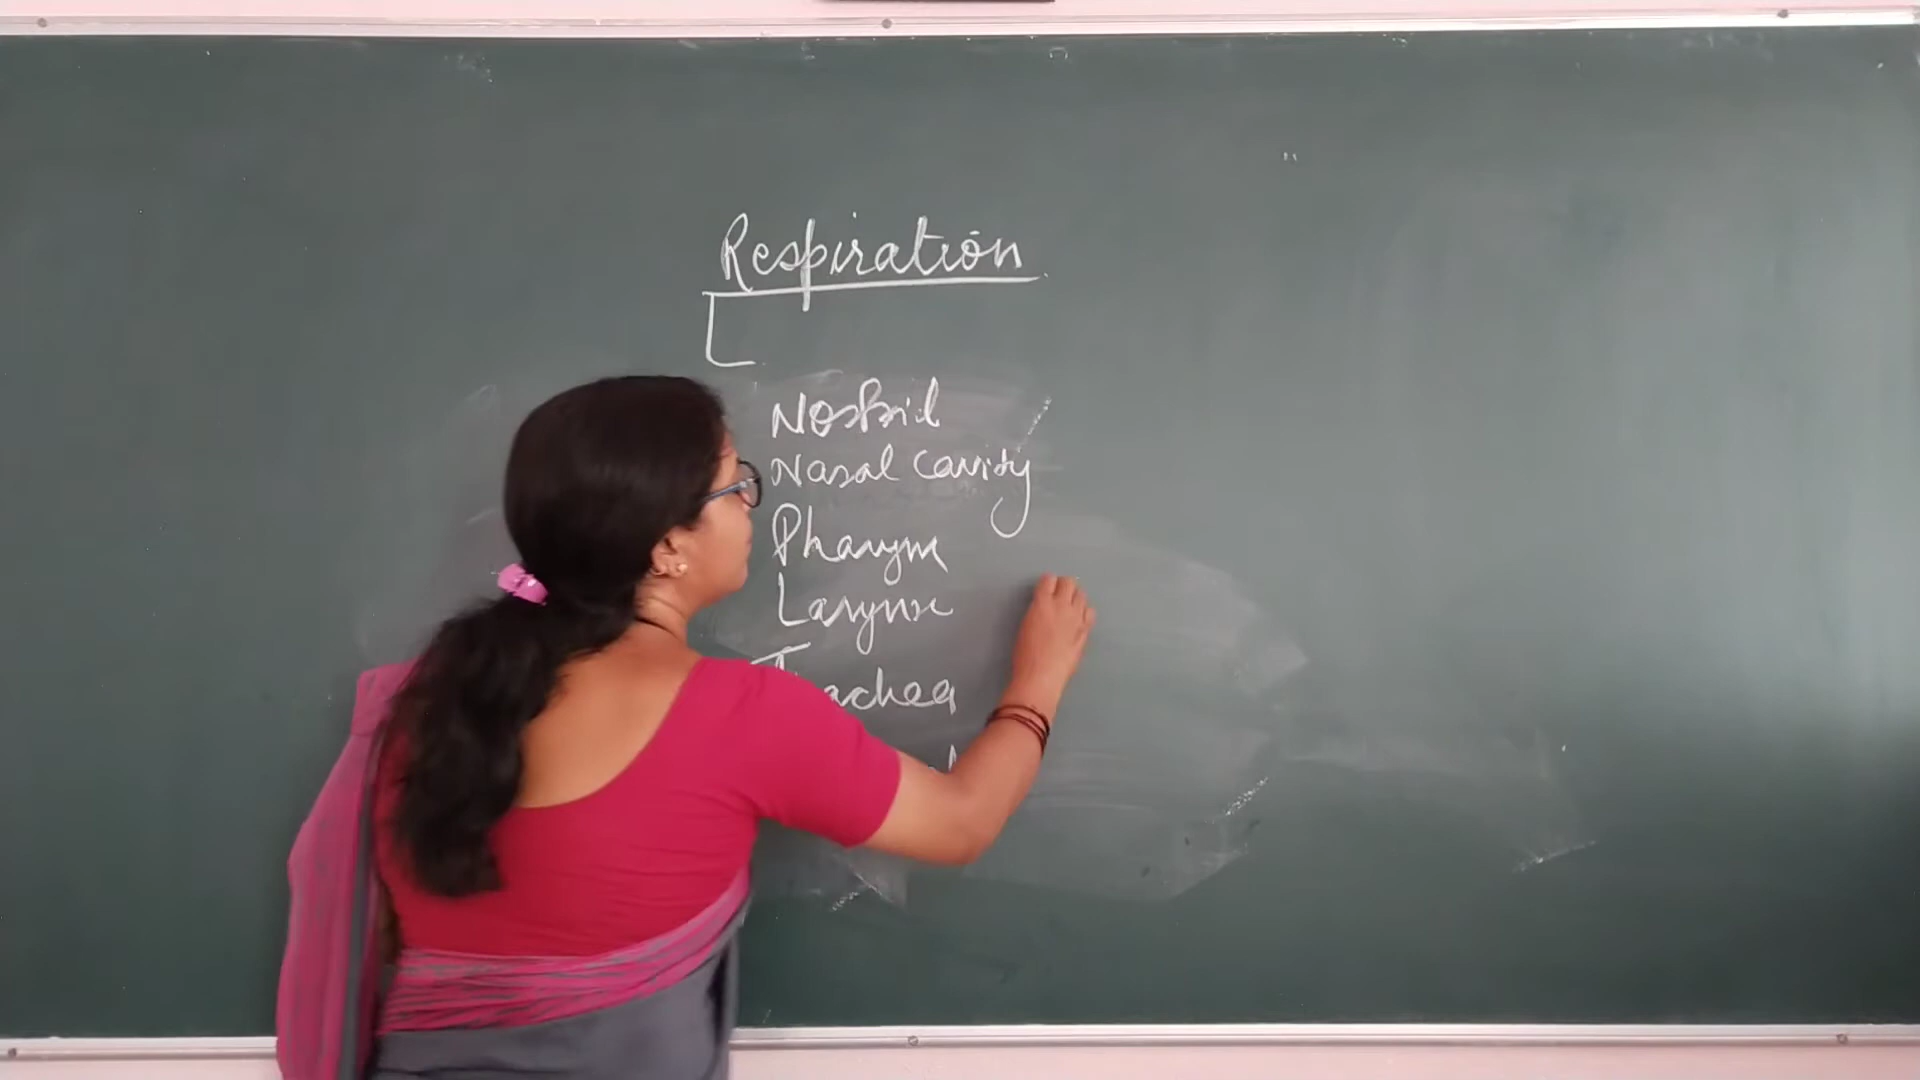 Respiration
Nostril
Nasal cavity
Pharynx
Larynx
Trachea